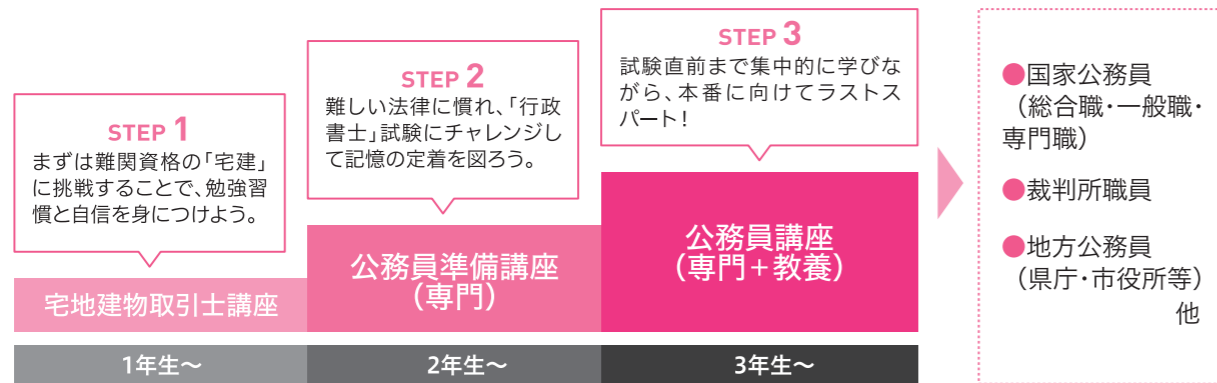 STEP 1
まずは難関資格の「宅建」
に挑戦することで、勉強習
慣と自信を身につけよう。
宅地建物取引士講座
1年生～
STEP 2
難しい法律に慣れ、「行政
書士」試験にチャレンジし
て記憶の定着を図ろう。
公務員準備講座
（専門）
2年生～
STEP 3
試験直前まで集中的に学びな
がら、本番に向けてラストス
パート！
公務員講座
（専門＋教養）
3年生～
●国家公務員
（総合職・一般職・
専門職）
●裁判所職員
●地方公務員
（県庁・市役所等）
他